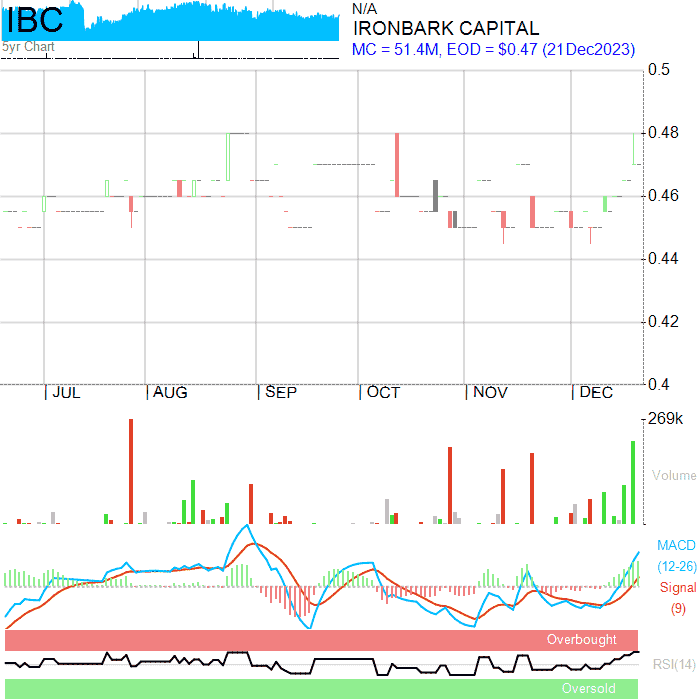 IBC
5yr Chart
N/A
IRONBARK CAPITAL
MC = 51.4M, EOD = $0.47 (21Dec2023)
0.5
0.48
0.46
0.44
0.42
0.4
JUL AUG SEP OCT NOV DEC
269k
Volume
MACD
(12-26)
Signal
(9)
Overbought
RSI(14)
Oversold